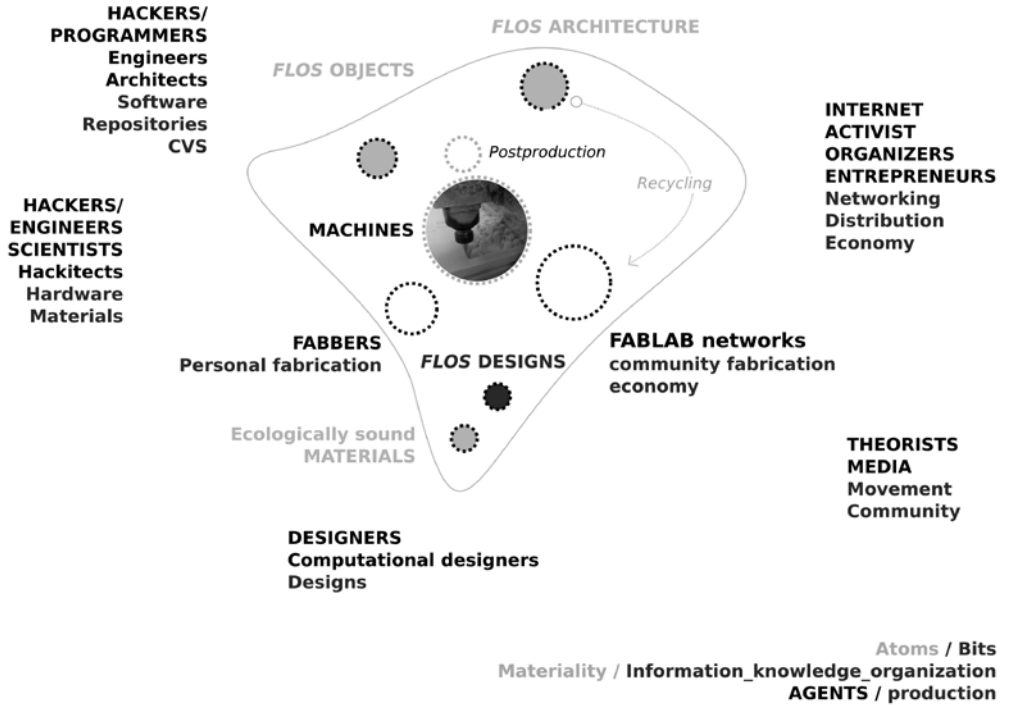 HACKERS/
PROGRAMMERS
Engineers
Architects
Software
Repositories
CVS
FLOS ARCHITECTURE
FLOS OBJECTS
Postproduction
Recycling
INTERNET
ACTIVIST
ORGANIZERS
ENTREPRENEURS
Networking
Distribution
Economy
HACKERS/
ENGINEERS
SCIENTISTS
Hackitects
Hardware
Materials
MACHINES
FABBERS
Personal fabrication
FLOS DESIGNS
FABLAB networks
community fabrication
economy
Ecologically sound
MATERIALS
THEORISTS
MEDIA
Movement
Community
DESIGNERS
Computational designers
Designs
Atoms / Bits
Materiality / Information_knowledge_organization
AGENTS / production